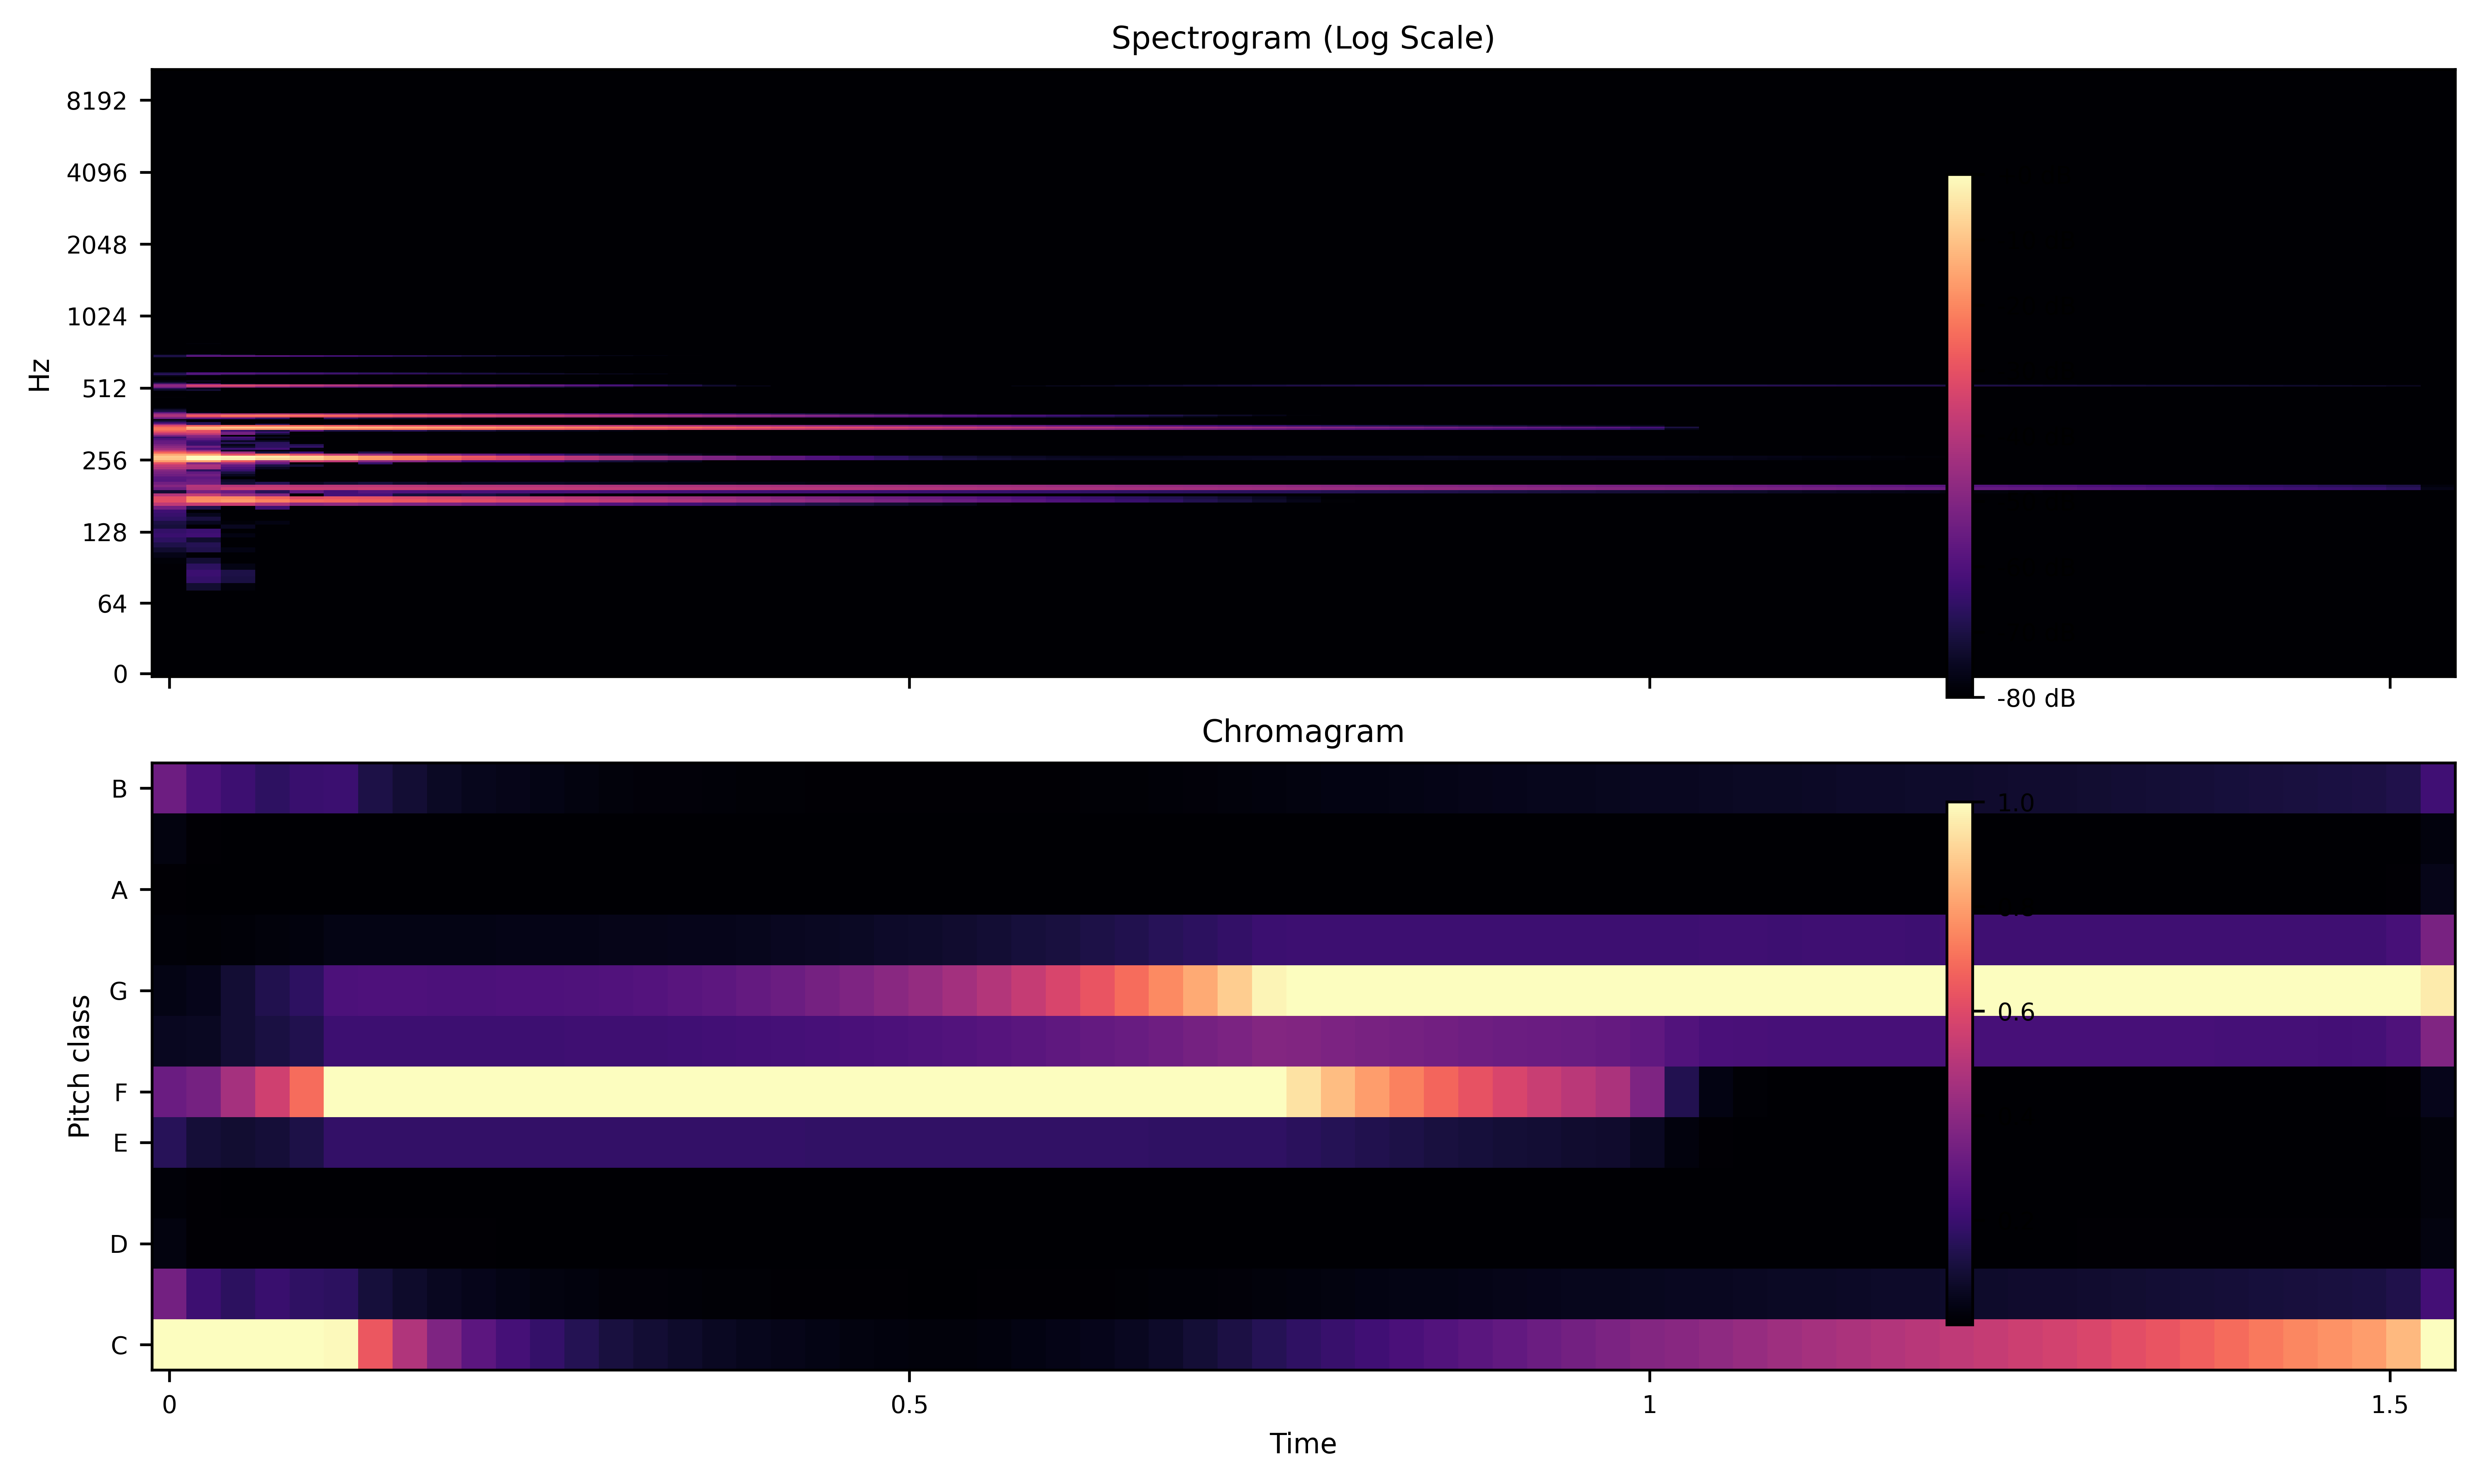 Spectrogram (Log Scale)
8192
4096
2048
1024
512
256
128
64
0
Hz
-80 dB
Chromagram
B
A
G
F
E
D
C
Pitch class
1.0
0.6
0
0.5
1
1.5
Time